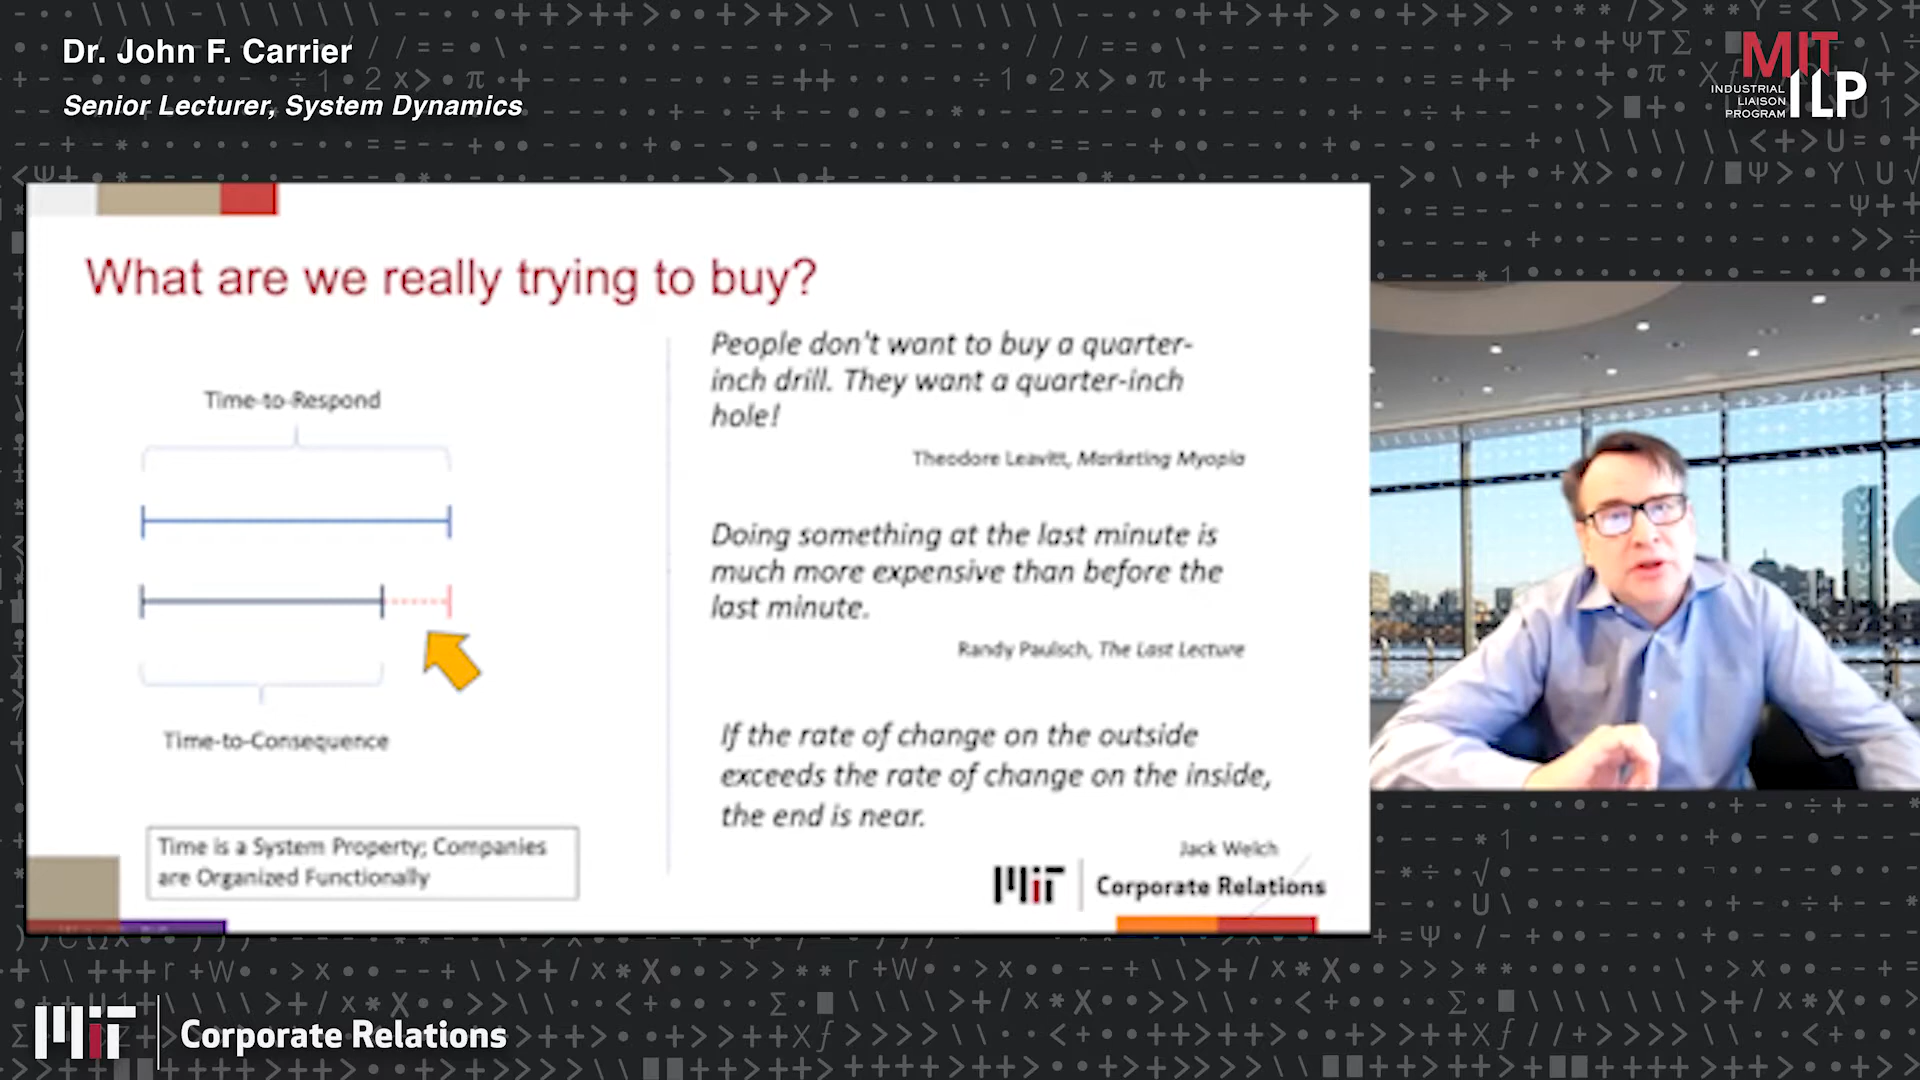 Dr. John F. Carrier
Senior Lecturer, System Dynamics
MIT
ILP
INDUSTRIAL
LIAISON
PROGRAM
What are we really trying to buy?
Time-to-Respond
Time-to-Consequence
Time is a System Property; Companies
are Organized Functionally
People don't want to buy a quarter-
inch drill. They want a quarter-inch
hole!
Theodore Leavitt, Marketing Myopia
Doing something at the last minute is
much more expensive than before the
last minute.
Randy Paulsch, The Last Lecture
If the rate of change on the outside
exceeds the rate of change on the inside,
the end is near.
Jack Welch
MIT Corporate Relations
MIT Corporate Relations